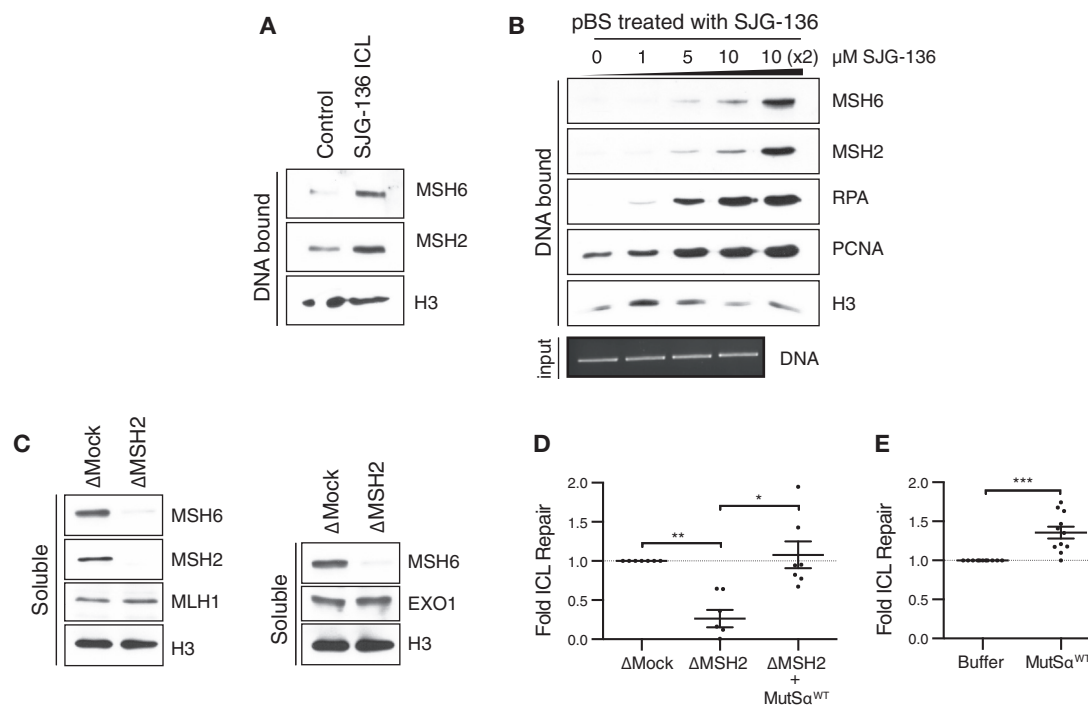 A
Control
SJG-136 ICL
DNA bound
MSH6
MSH2
H3
B
pBS treated with SJG-136
0 1 5 10 10 (x2) µM SJG-136
DNA bound
MSH6
MSH2
RPA
PCNA
H3
input
DNA
C
ΔMock
ΔMSH2
Soluble
MSH6
MSH2
MLH1
H3
ΔMock
ΔMSH2
Soluble
MSH6
EXO1
H3
D
Fold ICL Repair
2.0
1.5
1.0
0.5
0.0
**
*
ΔMock
ΔMSH2
ΔMSH2
+
MutSα^WT
E
Fold ICL Repair
2.0
1.5
1.0
0.5
0.0
***
Buffer
MutSα^WT